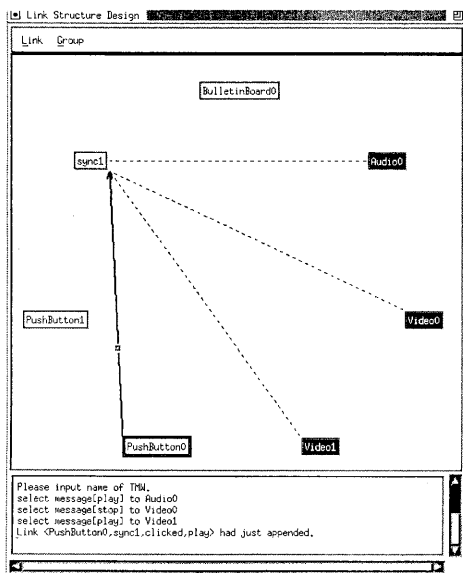 Link Structure Design
Link Group
BulletinBoard0
sync1
Audio0
PushButton1
Video0
PushButton0
Video1
Please input name of TMW.
select message[play] to Audio0
select message[stop] to Video0
select message[play] to Video1
Link <PushButton0,sync1,clicked,play> had just appended.